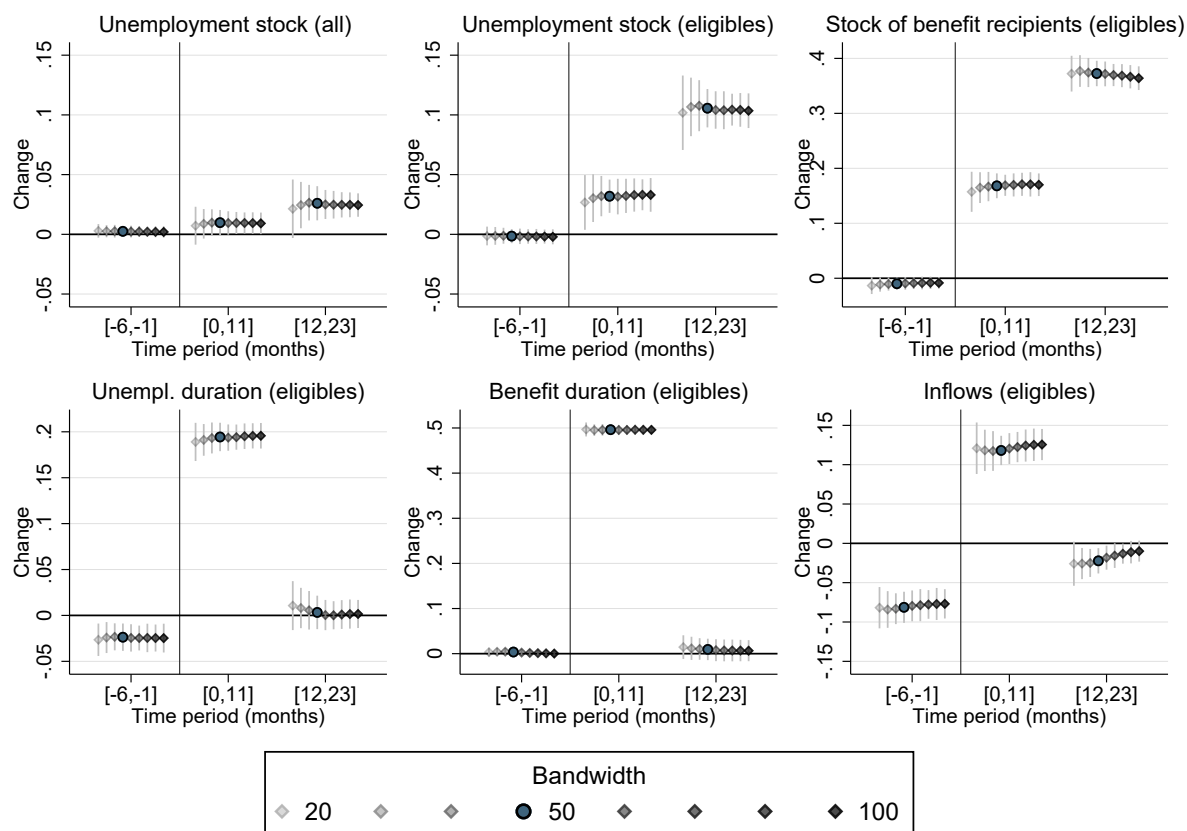 Unemployment stock (all)
Change
.15
.1
.05
0
-.05
[-6,-1] [0,11] [12,23]
Time period (months)
Unemployment stock (eligibles)
Change
.15
.1
.05
0
-.05
[-6,-1] [0,11] [12,23]
Time period (months)
Stock of benefit recipients (eligibles)
Change
.4
.3
.2
.1
0
[-6,-1] [0,11] [12,23]
Time period (months)
Unempl. duration (eligibles)
Change
.2
.15
.1
.05
0
-.05
[-6,-1] [0,11] [12,23]
Time period (months)
Benefit duration (eligibles)
Change
.5
.4
.3
.2
.1
0
[-6,-1] [0,11] [12,23]
Time period (months)
Inflows (eligibles)
Change
.15
.1
.05
0
-.05
-.1
-.15
[-6,-1] [0,11] [12,23]
Time period (months)
Bandwidth
20 50 100